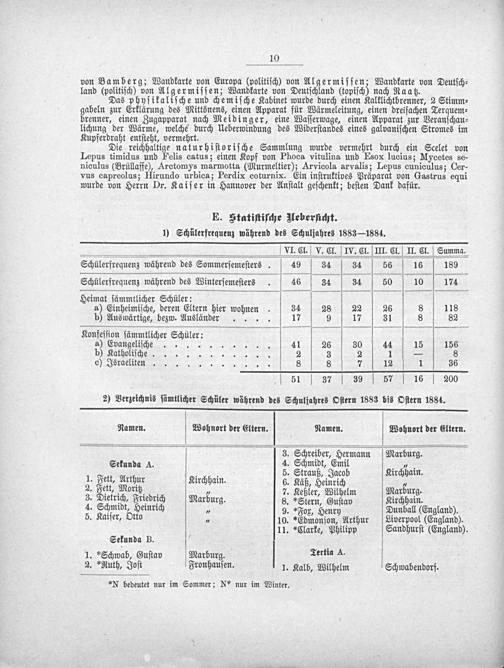 10
von Bamberg; Wandkarte von Europa (politisch) von Algermissen; Wandkarte von Deutsch-
land (politisch) von Algermissen; Wandkarte von Deutschland (topisch) nach Raatz.
Das physikalische und chemische Kabinet wurde durch einen Kalklichtbrenner, 2 Stimm-
gabeln zur Erklärung des Mittönens, einen Apparat für Wärmeleitung, einen dreifachen Terquem-
brenner, einen Zugapparat nach Meidinger, eine Wasserwage, einen Apparat zur Veranschau-
lichung der Wärme, welche durch Ueberwindung des Widerstandes eines galvanischen Stromes im
Kupferdraht entsteht, vermehrt.
Die reichhaltige naturhistorische Sammlung wurde vermehrt durch ein Scelet von
Lepus timidus und Felis catus; einen Kopf von Phoca vitulina und Esox lucius; Mycetes se-
niculus (Brüllaffe), Arctomys marmotta (Murmeltier); Arvicola arvalis; Lepus cuniculus; Cer-
vus capreolus; Hirundo urbica; Perdix coturnix. Ein instruktives Präparat von Gastrus equi
wurde von Herrn Dr. Kaiser in Hannover der Anstalt geschenkt; besten Dank dafür.
E. Statistische Uebersicht.
1) Schülerfrequenz während des Schuljahres 1883—1884.
VI. Cl. V. Cl. IV. Cl. III. Cl. II. Cl. Summa.
Schülerfrequenz während des Sommersemesters . 49 34 34 56 16 189
Schülerfrequenz während des Wintersemesters . 46 34 34 50 10 174
Heimat sämmtlicher Schüler:
a) Einheimische, deren Eltern hier wohnen . 34 28 22 26 8 118
b) Auswärtige, bezw. Ausländer . . . . 17 9 17 31 8 82
Konfession sämmtlicher Schüler:
a) Evangelische . . . . . . . . . . 41 26 30 44 15 156
b) Katholische . . . . . . . . . . 2 3 2 1 — 8
c) Israeliten . . . . . . . . . . 8 8 7 12 1 36
51 37 39 57 16 200
2) Verzeichnis sämtlicher Schüler während des Schuljahres Ostern 1883 bis Ostern 1884.
Namen. Wohnort der Eltern.
Sekunda A.
1. Fett, Arthur Kirchhain.
2. Fett, Moritz „
3. Dietrich, Friedrich Marburg.
4. Schmidt, Heinrich „
5. Kaiser, Otto „
Sekunda B.
1. *Schwab, Gustav Marburg.
2. *Ruth, Jost Fronhausen.
Namen. Wohnort der Eltern.
3. Schreiber, Hermann Marburg.
4. Schmidt, Emil „
5. Strauß, Jacob Kirchhain.
6. Käß, Heinrich „
7. Keßler, Wilhelm Marburg.
8. *Stern, Gustav Kirchhain.
9. *Fox, Henry Dunball (England).
10. *Edmonson, Arthur Liverpool (England).
11. *Clarke, Philipp Sandhurst (England).
Tertia A.
1. Kalb, Wilhelm Schwabendorf.
*N bedeutet nur im Sommer; N* nur im Winter.